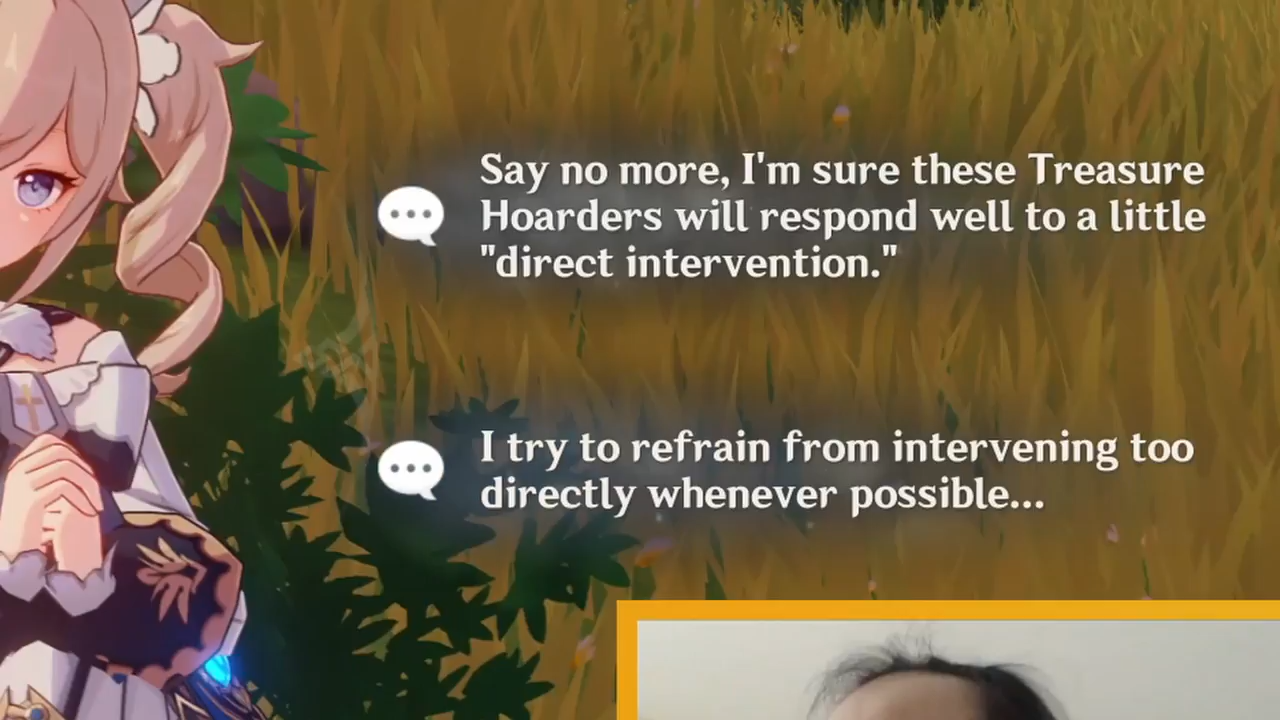 Say no more, I'm sure these Treasure
Hoarders will respond well to a little
"direct intervention."
I try to refrain from intervening too
directly whenever possible...